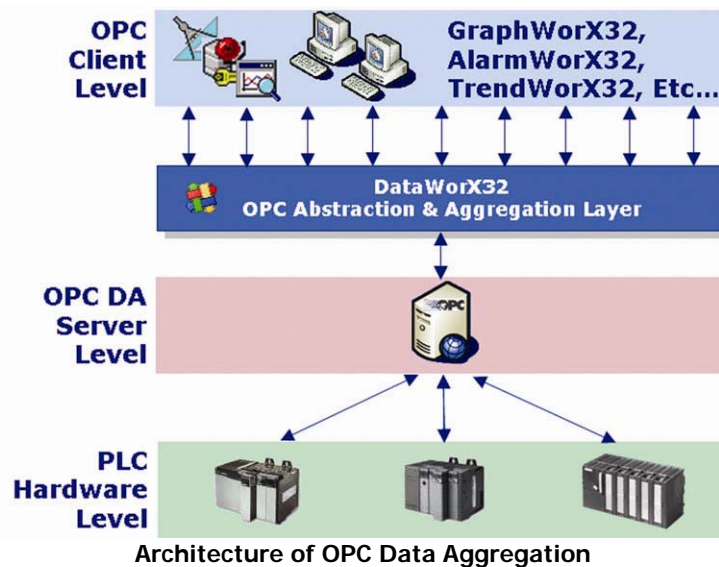 OPC
Client
Level
GraphWorX32,
AlarmWorX32,
TrendWorX32, Etc...
DataWorX32
OPC Abstraction & Aggregation Layer
OPC DA
Server
Level
OPC
PLC
Hardware
Level
Architecture of OPC Data Aggregation